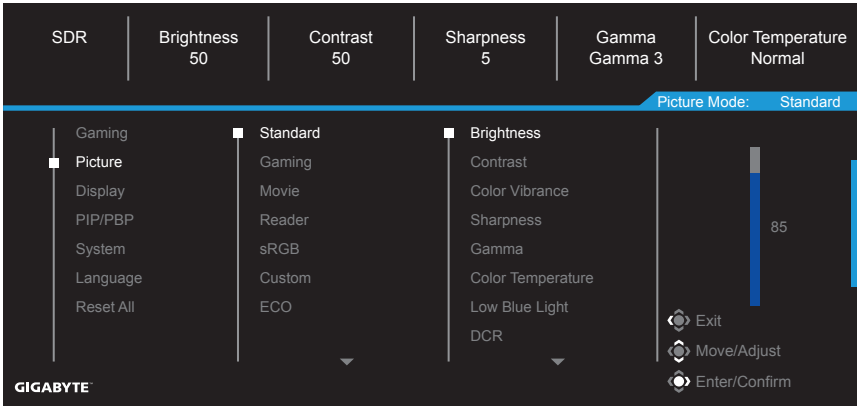 SDR
Brightness
50
Contrast
50
Sharpness
5
Gamma
Gamma 3
Color Temperature
Normal
Picture Mode: Standard
Gaming
Picture
Display
PIP/PBP
System
Language
Reset All
Standard
Gaming
Movie
Reader
sRGB
Custom
ECO
Brightness
Contrast
Color Vibrance
Sharpness
Gamma
Color Temperature
Low Blue Light
DCR
85
Exit
Move/Adjust
Enter/Confirm
GIGABYTE™